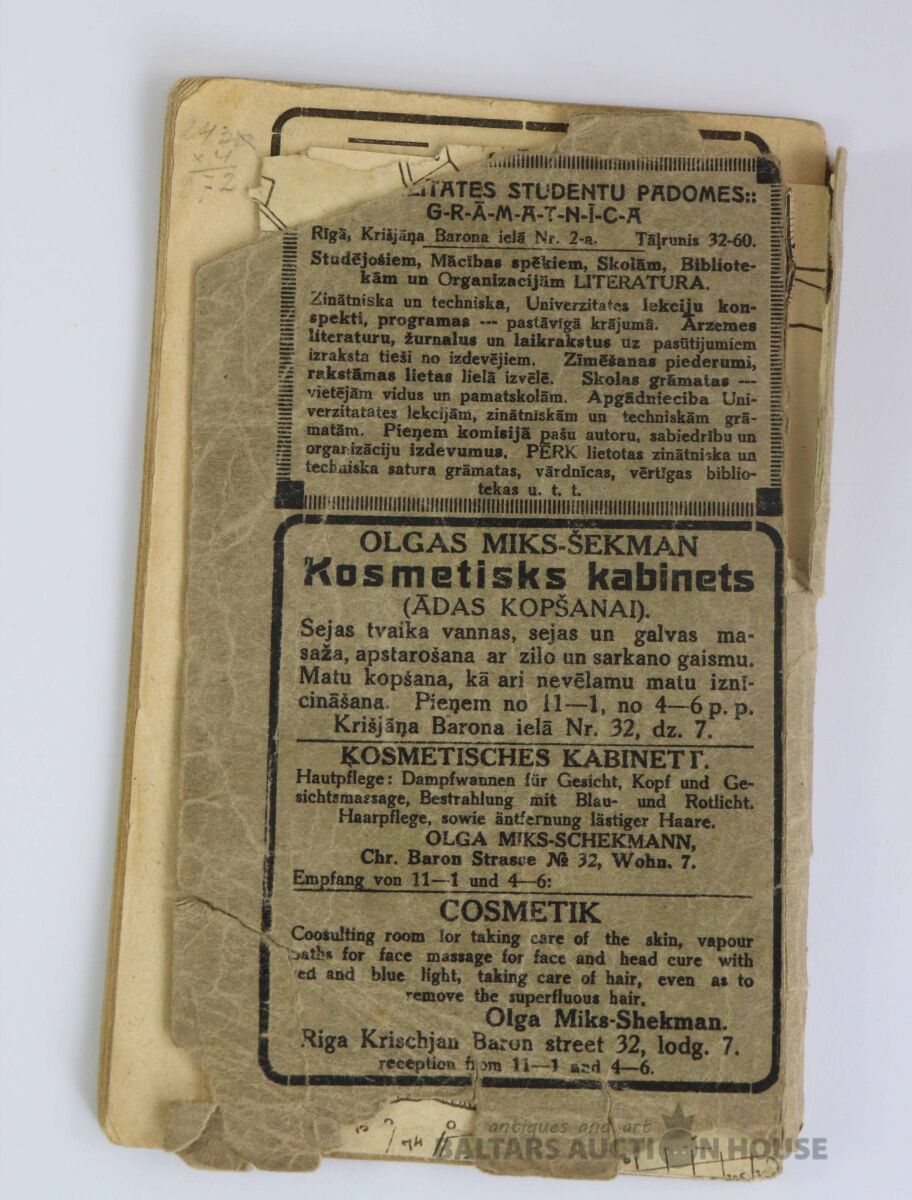 STUDENTU PADOMES::
G-R-Ā-M-A-T-N-Ī-C-A
Rīgā, Krišjāņa Barona ielā Nr. 2-a. Tāļrunis 32-60.
Studējošiem, Mācības spēkiem, Skolām, Bibliote-
kām un Organizacijām LITERATURA.
Zinātniska un techniska, Univerzitates lekciju kon-
spekti, programas — pastāvīgā krājumā. Ārzemes
literaturu, žurnalus un laikrakstus uz pasūtijumiem
izraksta tieši no izdevējiem. Zīmēšanas piederumi,
rakstāmas lietas lielā izvēlē. Skolas grāmatas —
vietējām vidus un pamatskolām. Apgādnieciba Uni-
verzitatātes lekcijām, zinātniskām un techniskām grā-
matām. Pieņem komisijā pašu autoru, sabiedrību un
organizāciju izdevumus. PĒRK lietotas zinātniska un
techniska satura grāmatas, vārdnīcas, vērtīgas biblio-
tekas u. t. t.
OLGAS MIKS-ŠEKMAN
Kosmetisks kabinets
(ĀDAS KOPŠANAI).
Sejas tvaika vannas, sejas un galvas ma-
saža, apstarošana ar zilo un sarkano gaismu.
Matu kopšana, kā ari nevēlamu matu iznī-
cināšana. Pieņem no 11—1, no 4—6 p. p.
Krišjāņa Barona ielā Nr. 32, dz. 7.
KOSMETISCHES KABINETT.
Hautpflege: Dampfwannen für Gesicht, Kopf und Ge-
sichtsmassage, Bestrahlung mit Blau- und Rotlicht.
Haarpflege, sowie äntfernung lästiger Haare.
OLGA MIKS-SCHEKMANN,
Chr. Baron Strasse № 32, Wohn. 7.
Empfang von 11—1 und 4—6:
COSMETIK
Coosulting room for taking care of the skin, vapour
baths for face massage for face and head cure with
ed and blue light, taking care of hair, even as to
remove the superfluous hair.
Olga Miks-Shekman.
Riga Krischjan Baron street 32, lodg. 7.
reception from 11—1 and 4—6.
antiques and art
BALTARS AUCTION HOUSE